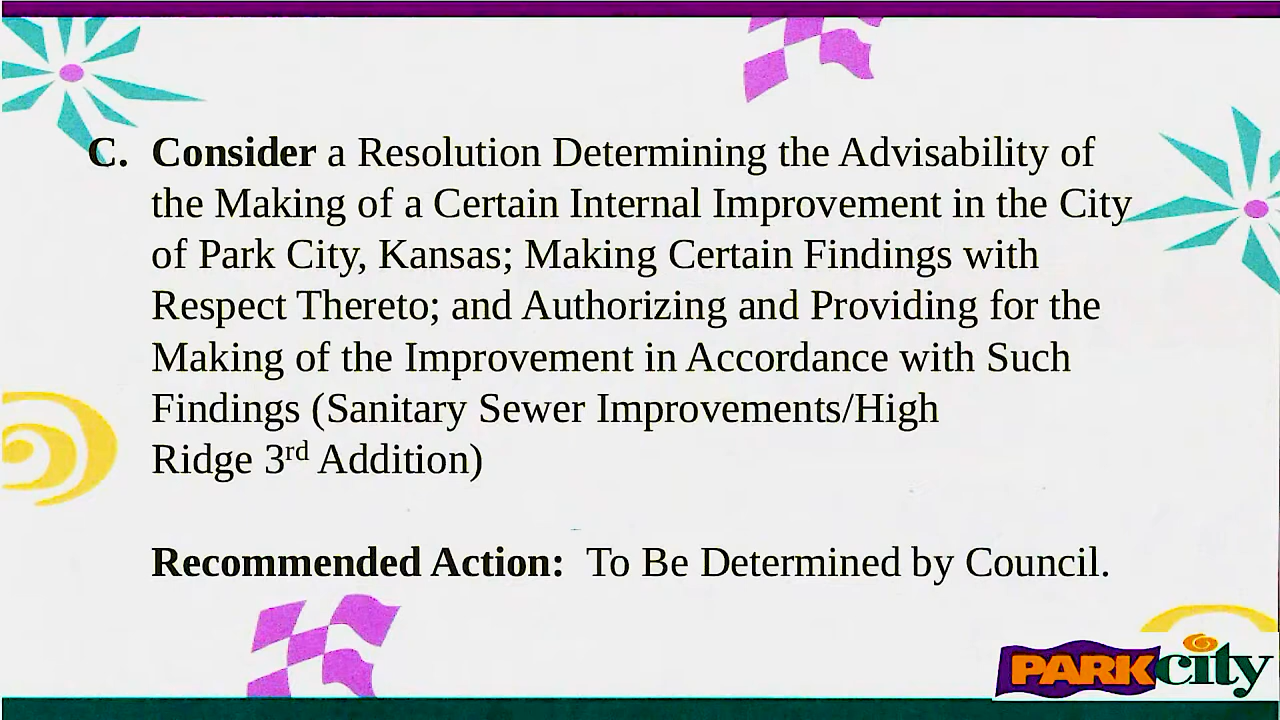 C. Consider a Resolution Determining the Advisability of
the Making of a Certain Internal Improvement in the City
of Park City, Kansas; Making Certain Findings with
Respect Thereto; and Authorizing and Providing for the
Making of the Improvement in Accordance with Such
Findings (Sanitary Sewer Improvements/High
Ridge 3rd Addition)
Recommended Action: To Be Determined by Council.
PARK city